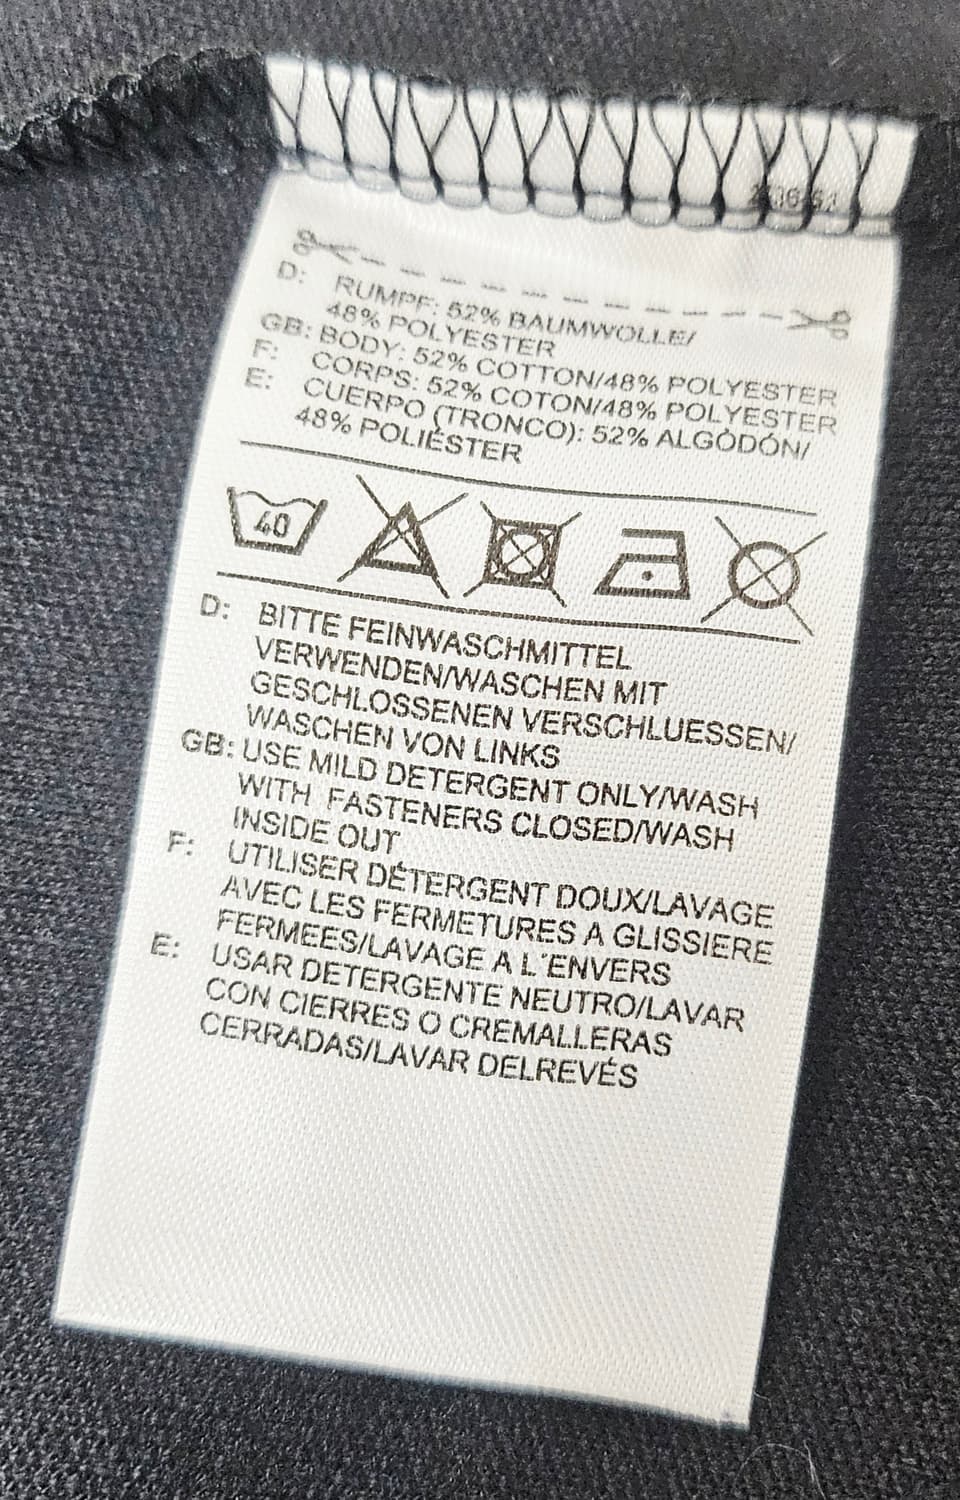 D: RUMPF: 52% BAUMWOLLE/
48% POLYESTER
GB: BODY: 52% COTTON/48% POLYESTER
F: CORPS: 52% COTON/48% POLYESTER
E: CUERPO (TRONCO): 52% ALGODÓN/
48% POLIÉSTER
40
D: BITTE FEINWASCHMITTEL
VERWENDEN/WASCHEN MIT
GESCHLOSSENEN VERSCHLUESSEN/
WASCHEN VON LINKS
GB: USE MILD DETERGENT ONLY/WASH
WITH FASTENERS CLOSED/WASH
INSIDE OUT
F: UTILISER DÉTERGENT DOUX/LAVAGE
AVEC LES FERMETURES A GLISSIERE
FERMEES/LAVAGE A L'ENVERS
E: USAR DETERGENTE NEUTRO/LAVAR
CON CIERRES O CREMALLERAS
CERRADAS/LAVAR DELREVÉS